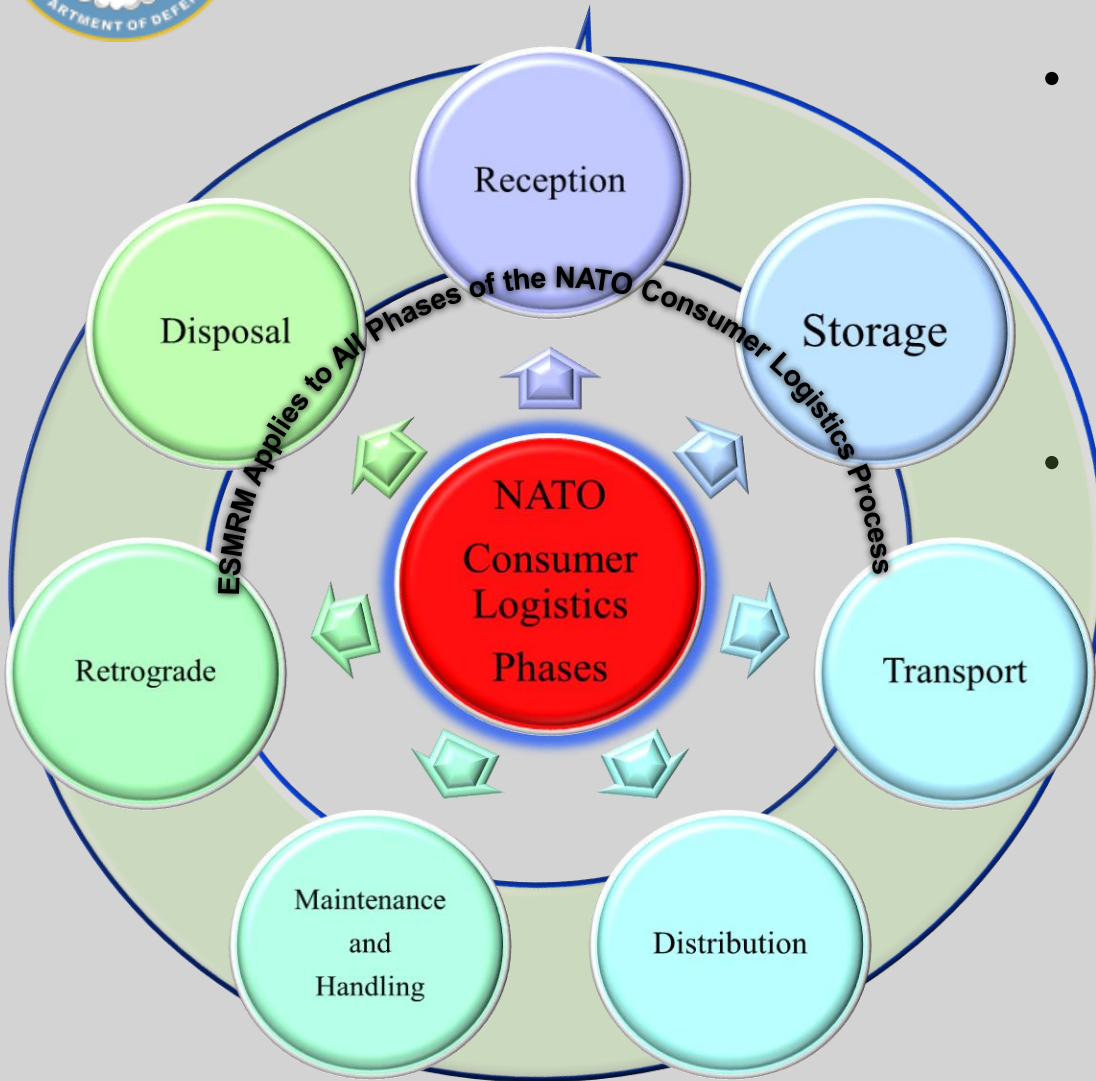 ARTMENT OF DEFE
Reception
Storage
Transport
Distribution
Maintenance
and
Handling
Retrograde
Disposal
ESMRM Applies to All Phases of the NATO Consumer Logistics Process
NATO
Consumer
Logistics
Phases